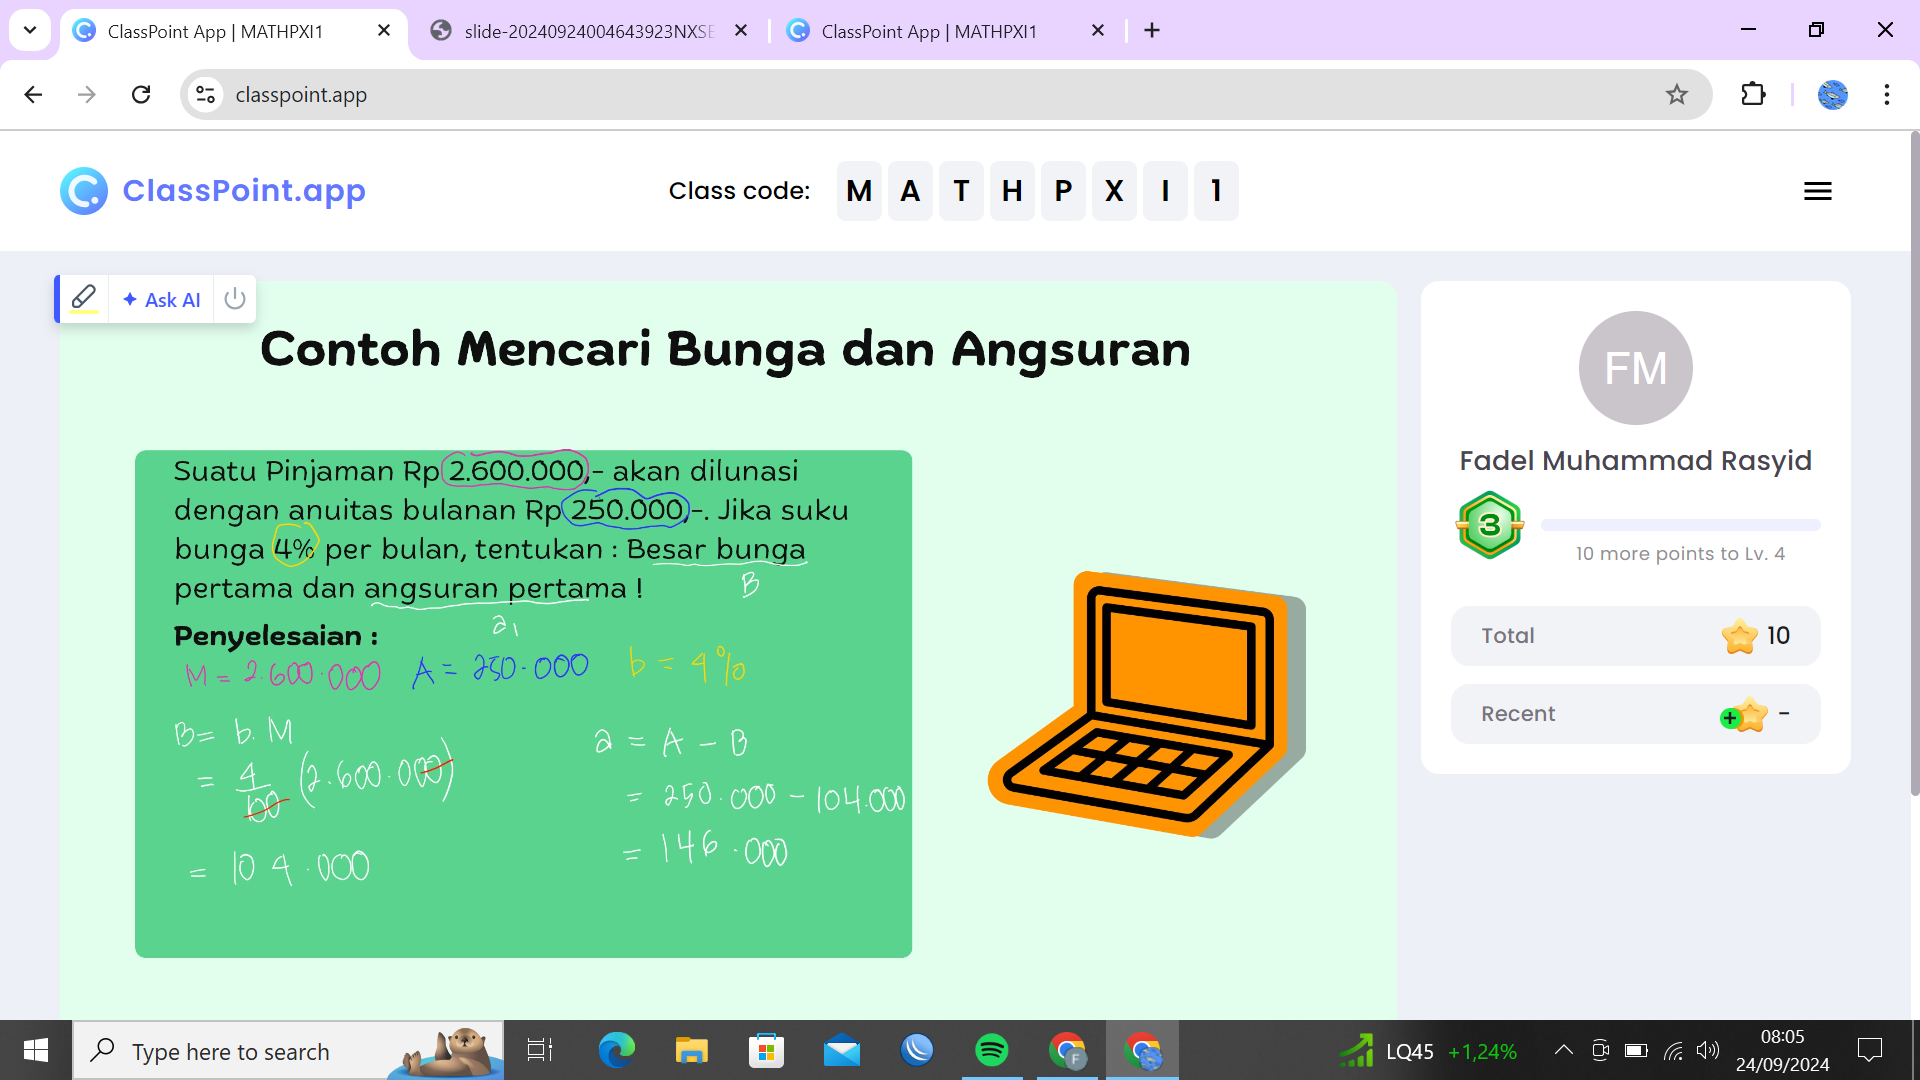 ClassPoint App | MATHPXI1
slide-20240924004643923NXSE
ClassPoint App | MATHPXI1
classpoint.app
ClassPoint.app
Class code: M A T H P X I 1
Ask AI
Contoh Mencari Bunga dan Angsuran
Suatu Pinjaman Rp 2.600.000,- akan dilunasi
dengan anuitas bulanan Rp 250.000,-. Jika suku
bunga 4% per bulan, tentukan : Besar bunga
pertama dan angsuran pertama !
B
a₁
Penyelesaian :
M = 2.600.000 A = 250.000 b = 4%
B = b. M
= 4/100 (2.600.000)
= 104.000
a = A - B
= 250.000 - 104.000
= 146.000
FM
Fadel Muhammad Rasyid
3
10 more points to Lv. 4
Total 10
Recent -
Type here to search
F
LQ45 +1,24%
08:05
24/09/2024